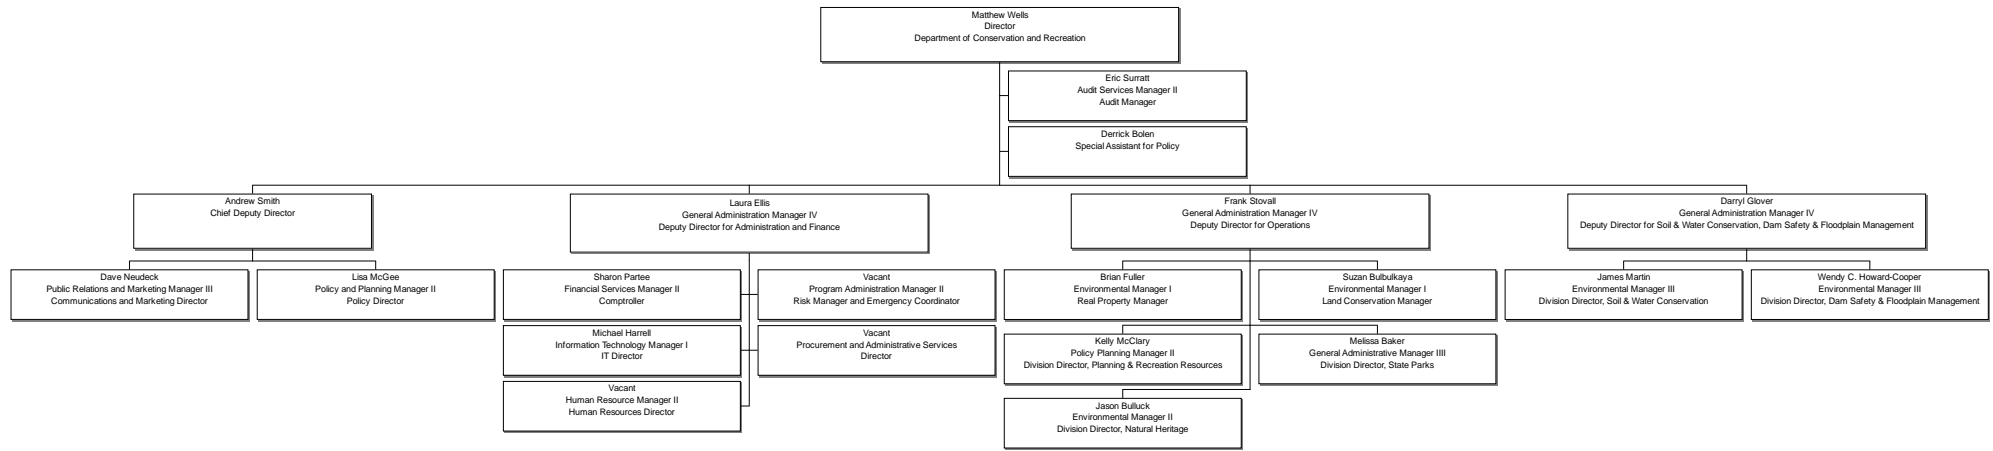 Matthew Wells
Director
Department of Conservation and Recreation
Eric Surratt
Audit Services Manager II
Audit Manager
Derrick Bolen
Special Assistant for Policy
Andrew Smith
Chief Deputy Director
Laura Ellis
General Administration Manager IV
Deputy Director for Administration and Finance
Frank Stovall
General Administration Manager IV
Deputy Director for Operations
Darryl Glover
General Administration Manager IV
Deputy Director for Soil & Water Conservation, Dam Safety & Floodplain Management
Dave Neudeck
Public Relations and Marketing Manager III
Communications and Marketing Director
Lisa McGee
Policy and Planning Manager II
Policy Director
Sharon Partee
Financial Services Manager II
Comptroller
Vacant
Program Administration Manager II
Risk Manager and Emergency Coordinator
Michael Harrell
Information Technology Manager I
IT Director
Vacant
Procurement and Administrative Services
Director
Vacant
Human Resource Manager II
Human Resources Director
Brian Fuller
Environmental Manager I
Real Property Manager
Suzan Bulbulkaya
Environmental Manager I
Land Conservation Manager
Kelly McClary
Policy Planning Manager II
Division Director, Planning & Recreation Resources
Melissa Baker
General Administrative Manager IIII
Division Director, State Parks
Jason Bulluck
Environmental Manager II
Division Director, Natural Heritage
James Martin
Environmental Manager III
Division Director, Soil & Water Conservation
Wendy C. Howard-Cooper
Environmental Manager III
Division Director, Dam Safety & Floodplain Management